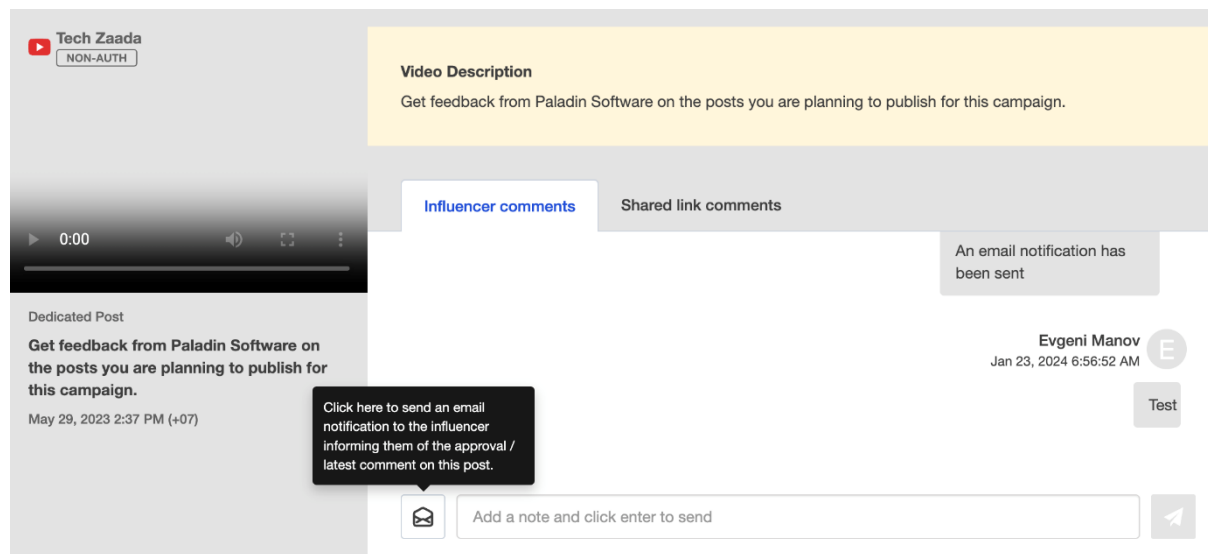 Tech Zaada
NON-AUTH
0:00
Dedicated Post
Get feedback from Paladin Software on
the posts you are planning to publish for
this campaign.
May 29, 2023 2:37 PM (+07)
Video Description
Get feedback from Paladin Software on the posts you are planning to publish for this campaign.
Influencer comments
Shared link comments
An email notification has
been sent
Evgeni Manov
E
Jan 23, 2024 6:56:52 AM
Test
Click here to send an email
notification to the influencer
informing them of the approval /
latest comment on this post.
Add a note and click enter to send